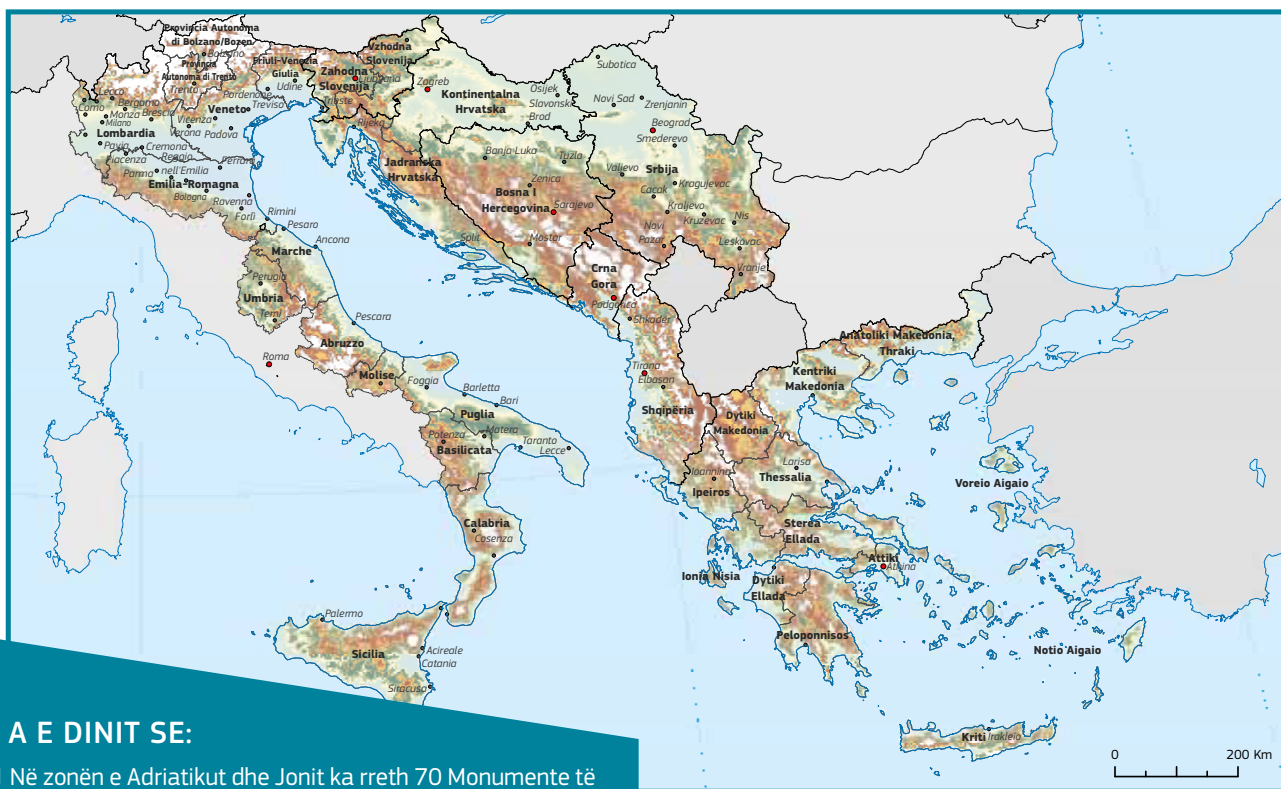 Provincia Autonoma
di Bolzano/Bozen
Bolzano
Provincia
Autonoma di Trento
Trento
Friuli-Venezia
Giulia
Udine
Pordenone
Treviso
Veneto
Vicenza
Verona
Padova
Lecco
Como
Bergamo
Monza
Brescia
Milano
Lombardia
Pavia
Cremona
Piacenza
Reggio
nell'Emilia
Parma
Ferrara
Emilia-Romagna
Bologna
Ravenna
Forlì
Rimini
Pesaro
Ancona
Marche
Perugia
Umbria
Terni
Pescara
Abruzzo
Roma
Molise
Foggia
Barletta
Bari
Puglia
Matera
Potenza
Basilicata
Taranto
Lecce
Calabria
Cosenza
Palermo
Sicilia
Acireale
Catania
Siracusa
Vzhodna
Slovenija
Zahodna
Slovenija
Ljubljana
Trieste
Rijeka
Zagreb
Kontinentalna
Hrvatska
Osijek
Slavonski
Brod
Jadranska
Hrvatska
Split
Banja Luka
Tuzla
Zenica
Bosna I
Hercegovina
Sarajevo
Mostar
Subotica
Novi Sad
Zrenjanin
Beograd
Smederevo
Valjevo
Srbija
Kragujevac
Cacak
Kraljevo
Kruzevac
Nis
Novi
Pazar
Leskovac
Vranje
Crna
Gora
Podgorica
Shkoder
Tirana
Elbasan
Shqipëria
Anatoliki Makedonia
Thraki
Kentriki
Makedonia
Dytiki
Makedonia
Ioannina
Ipeiros
Larisa
Thessalia
Sterea
Ellada
Attiki
Athina
Ionia Nisia
Dytiki
Ellada
Peloponnisos
Voreio Aigaio
Notio Aigaio
Kriti
Irakleio
0 200 Km
A E DINIT SE:
Në zonën e Adriatikut dhe Jonit ka rreth 70 Monumente të